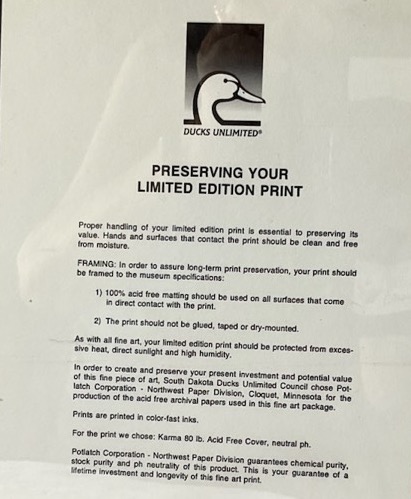 DUCKS UNLIMITED®
PRESERVING YOUR
LIMITED EDITION PRINT
Proper handling of your limited edition print is essential to preserving its
value. Hands and surfaces that contact the print should be clean and free
from moisture.
FRAMING: In order to assure long-term print preservation, your print should
be framed to the museum specifications:
1) 100% acid free matting should be used on all surfaces that come
in direct contact with the print.
2) The print should not be glued, taped or dry-mounted.
As with all fine art, your limited edition print should be protected from exces-
sive heat, direct sunlight and high humidity.
In order to create and preserve your present investment and potential value
of this fine piece of art, South Dakota Ducks Unlimited Council chose Pot-
latch Corporation - Northwest Paper Division, Cloquet, Minnesota for the
production of the acid free archival papers used in this fine art package.
Prints are printed in color-fast inks.
For the print we chose: Karma 80 lb. Acid Free Cover, neutral ph.
Potlatch Corporation - Northwest Paper Division guarantees chemical purity,
stock purity and ph neutrality of this product. This is your guarantee of a
lifetime investment and longevity of this fine art print.